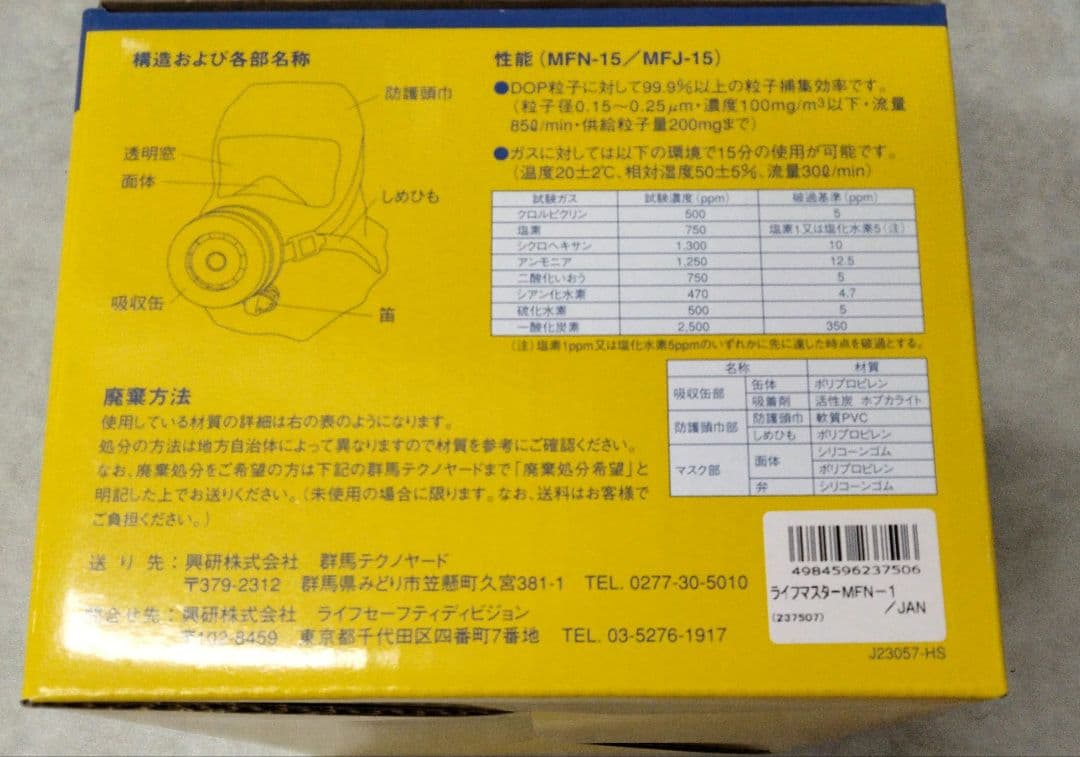 構造および各部名称
防護頭巾
透明窓
面体
しめひも
吸収缶
笛
性能(MFN-15/MFJ-15)
●DOP粒子に対して99.9%以上の粒子捕集効率です。
(粒子径0.15〜0.25μm・濃度100mg/m³以下・流量
85ℓ/min・供給粒子量200mgまで)
●ガスに対しては以下の環境で15分の使用が可能です。
(温度20±2℃、相対湿度50±5%、流量30ℓ/min)
試験ガス 試験濃度(ppm) 破過基準(ppm)
クロルピクリン 500 5
塩素 750 塩素1又は塩化水素5(注)
シクロヘキサン 1,300 10
アンモニア 1,250 12.5
二酸化いおう 750 5
シアン化水素 470 4.7
硫化水素 500 5
一酸化炭素 2,500 350
(注)塩素1ppm又は塩化水素5ppmのいずれかに先に達した時点を破過とする。
名称 材質
吸収缶部 缶体 ポリプロピレン
吸着剤 活性炭 ホプカライト
防護頭巾部 防護頭巾 軟質PVC
しめひも ポリプロピレン
マスク部 面体 シリコーンゴム
ポリプロピレン
弁 シリコーンゴム
廃棄方法
使用している材質の詳細は右の表のようになります。
処分の方法は地方自治体によって異なりますので材質を参考にご確認ください。
なお、廃棄処分をご希望の方は下記の群馬テクノヤードまで「廃棄処分希望」と
明記した上でお送りください。(未使用の場合に限ります。なお、送料はお客様で
ご負担ください。)
送り先:興研株式会社 群馬テクノヤード
〒379-2312 群馬県みどり市笠懸町久宮381-1 TEL. 0277-30-5010
問合せ先:興研株式会社 ライフセーフティディビジョン
〒102-8459 東京都千代田区四番町7番地 TEL. 03-5276-1917
4984596237506
ライフマスターMFN-1
/JAN
(237507)
J23057-HS